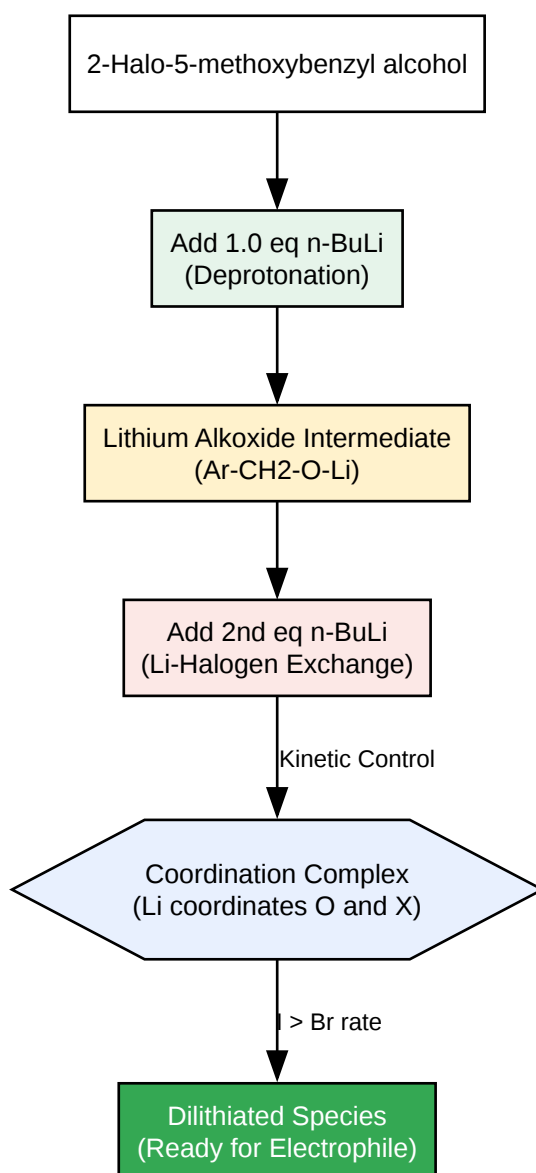 2-Halo-5-methoxybenzyl alcohol
Add 1.0 eq n-BuLi
(Deprotonation)
Lithium Alkoxide Intermediate
(Ar-CH2-O-Li)
Add 2nd eq n-BuLi
(Li-Halogen Exchange)
Kinetic Control
Coordination Complex
(Li coordinates O and X)
I > Br rate
Dilithiated Species
(Ready for Electrophile)